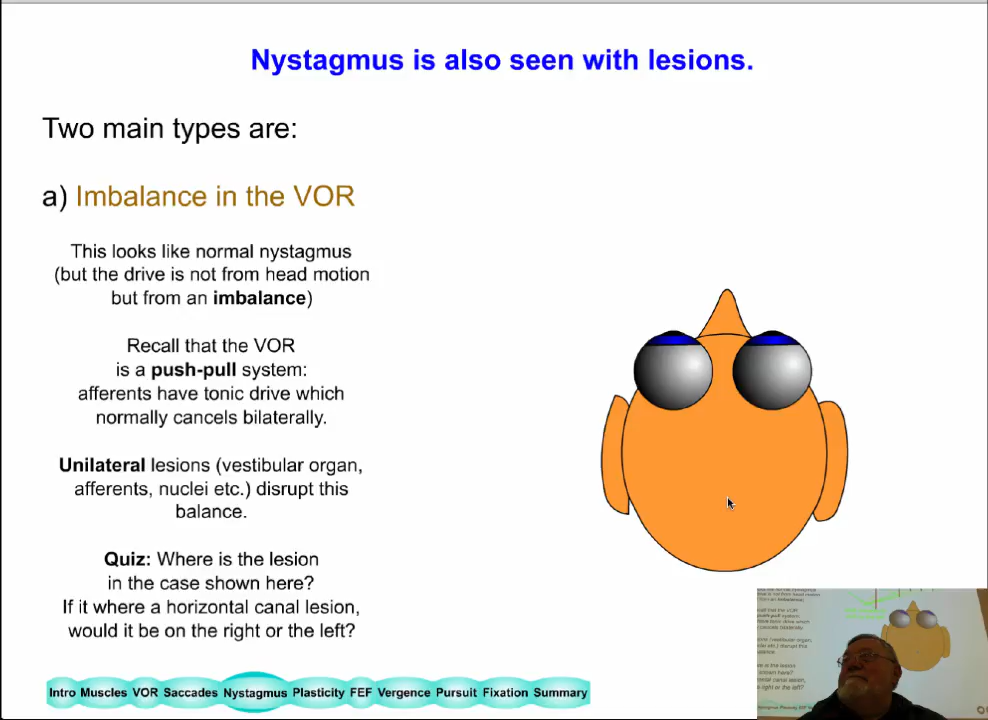 Nystagmus is also seen with lesions.
Two main types are:
a) Imbalance in the VOR
This looks like normal nystagmus
(but the drive is not from head motion
but from an imbalance)
Recall that the VOR
is a push-pull system:
afferents have tonic drive which
normally cancels bilaterally.
Unilateral lesions (vestibular organ,
afferents, nuclei etc.) disrupt this
balance.
Quiz: Where is the lesion
in the case shown here?
If it where a horizontal canal lesion,
would it be on the right or the left?
Intro Muscles VOR Saccades Nystagmus Plasticity FEF Vergence Pursuit Fixation Summary